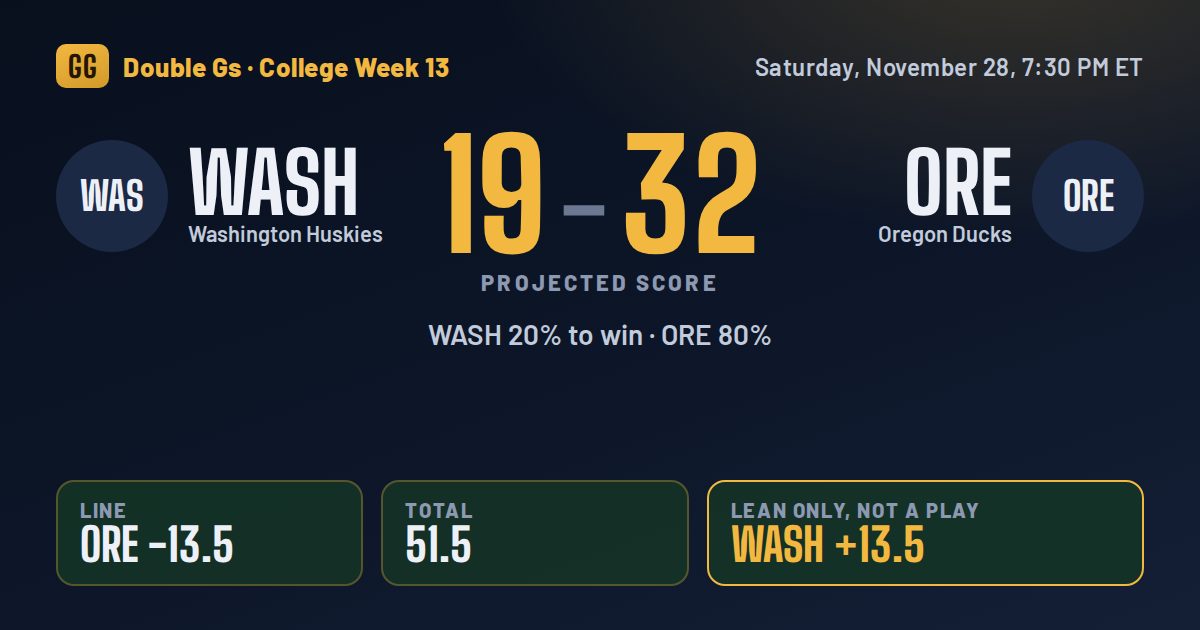 GG Double Gs · College Week 13
Saturday, November 28, 7:30 PM ET
WAS
WASH
Washington Huskies
19 – 32
PROJECTED SCORE
WASH 20% to win · ORE 80%
ORE
Oregon Ducks
ORE
LINE
ORE −13.5
TOTAL
51.5
LEAN ONLY, NOT A PLAY
WASH +13.5